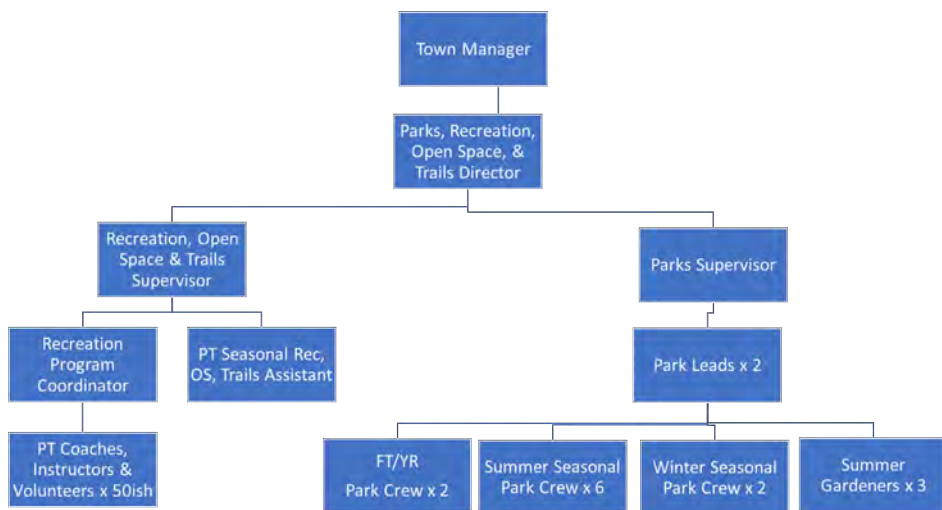 Town Manager
Parks, Recreation,
Open Space, &
Trails Director
Recreation, Open
Space & Trails
Supervisor
Parks Supervisor
Recreation
Program
Coordinator
PT Seasonal Rec,
OS, Trails Assistant
Park Leads x 2
PT Coaches,
Instructors &
Volunteers x 50ish
FT/YR
Park Crew x 2
Summer Seasonal
Park Crew x 6
Winter Seasonal
Park Crew x 2
Summer
Gardeners x 3